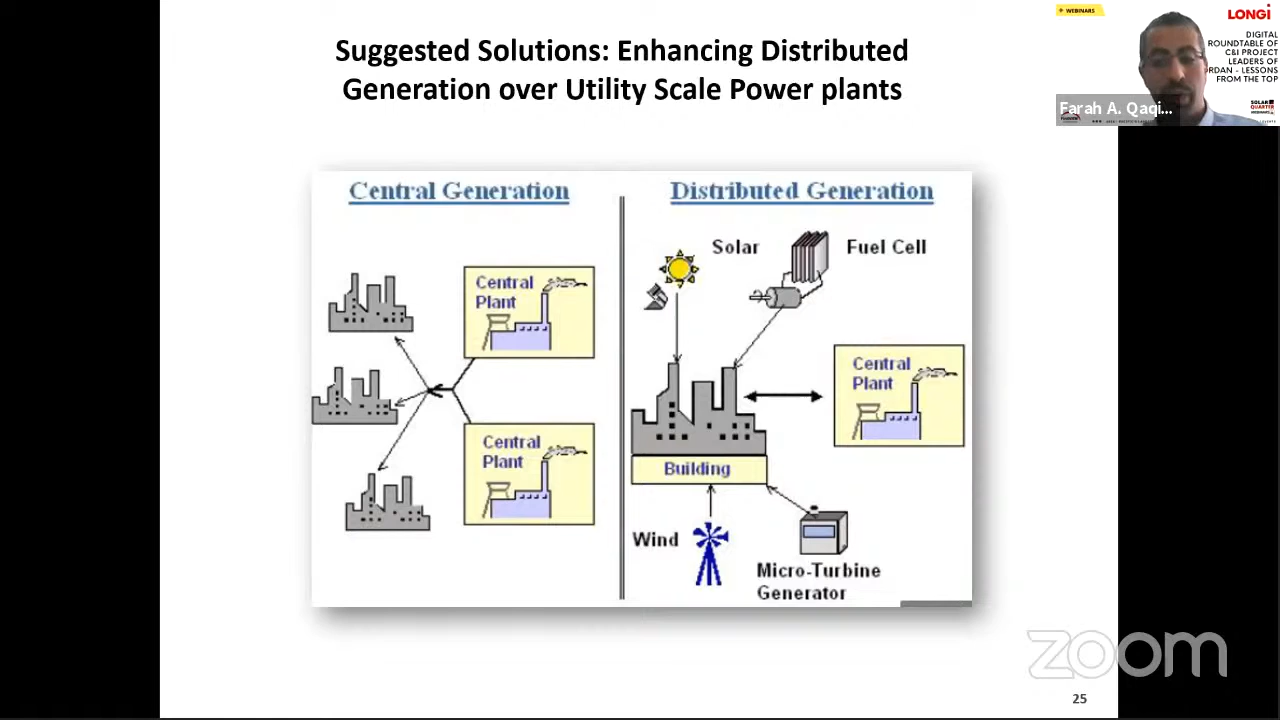 Suggested Solutions: Enhancing Distributed
Generation over Utility Scale Power plants
WEBINARS
LONGi
DIGITAL
ROUNDTABLE OF
C&I PROJECT
LEADERS OF
RDAN - LESSONS
FROM THE TOP
SOLAR
QUARTER
Farah A. Qaqi...
Central Generation
Central
Plant
Central
Plant
Distributed Generation
Solar
Fuel Cell
Central
Plant
Building
Wind
Micro-Turbine
Generator
zoom
25